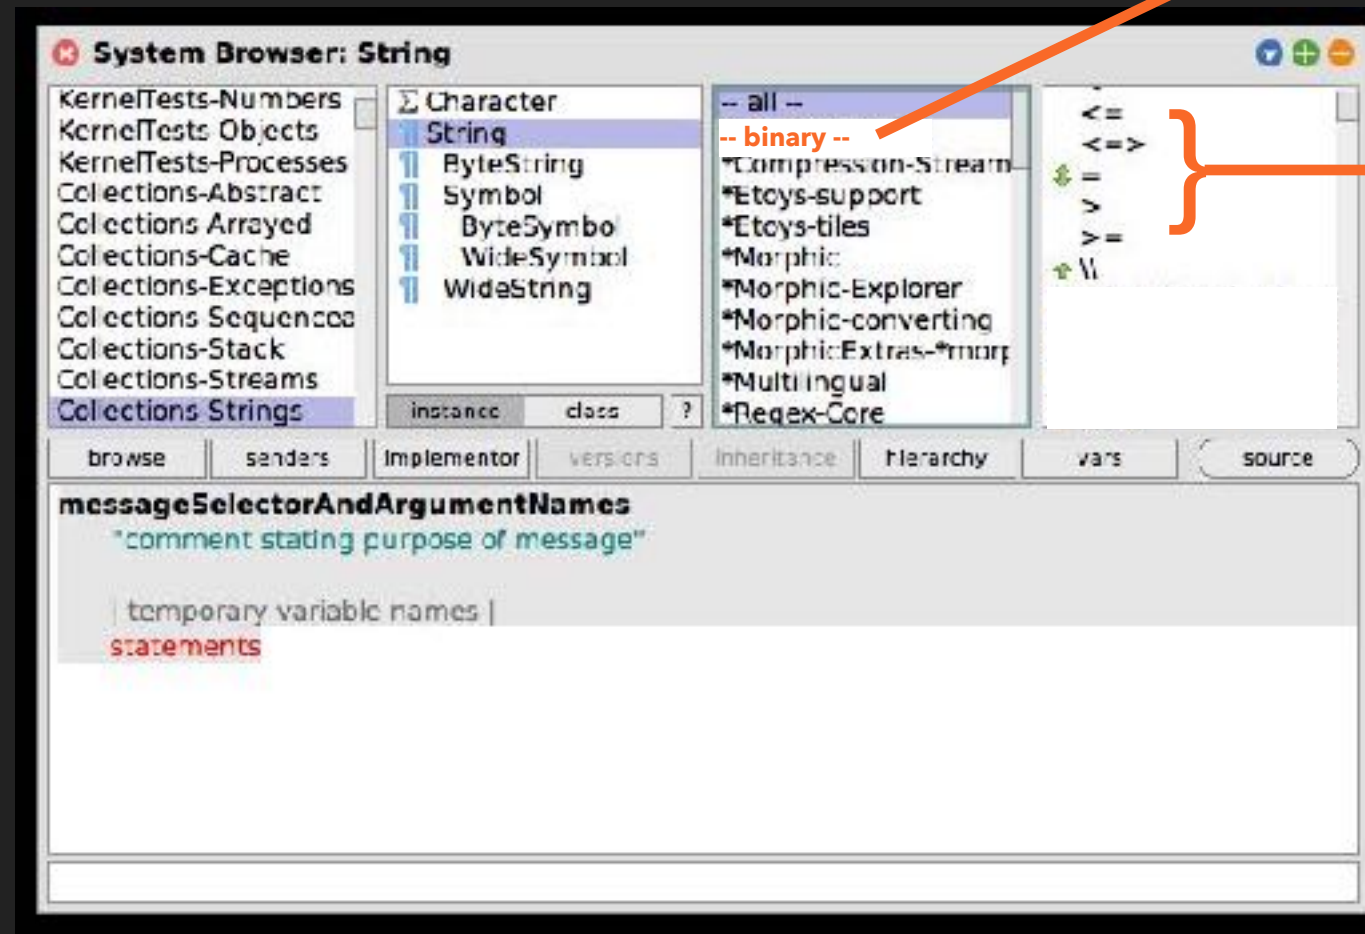 System Browser: String
KernelTests-Numbers
KernelTests-Objects
KernelTests-Processes
Collections-Abstract
Collections-Arrayed
Collections-Cache
Collections-Exceptions
Collections-Sequencea
Collections-Stack
Collections-Streams
Collections-Strings
Σ Character
¶ String
¶ ByteString
¶ Symbol
¶ ByteSymbol
¶ WideSymbol
¶ WideString
instance class ?
-- all --
-- binary --
*Compression-Stream
*Etoys-support
*Etoys-tiles
*Morphic
*Morphic-Explorer
*Morphic-converting
*MorphicExtras-*morp
*Multilingual
*Regex-Core
<=
<=>
=
>
>=
\\
}
browse senders implementor versions inheritance hierarchy vars source
messageSelectorAndArgumentNames
"comment stating purpose of message"
| temporary variable names |
statements